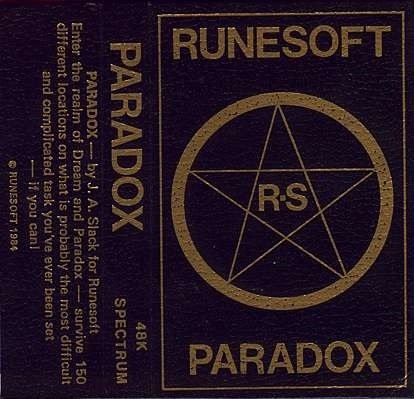 RUNESOFT
R-S
PARADOX
PARADOX
48K
SPECTRUM
PARADOX — by J. A. Slack for Runesoft
Enter the realm of Dream and Paradox — survive 150
different locations on what is probably the most difficult
and complicated task you've ever been set
— if you can!
© RUNESOFT 1984